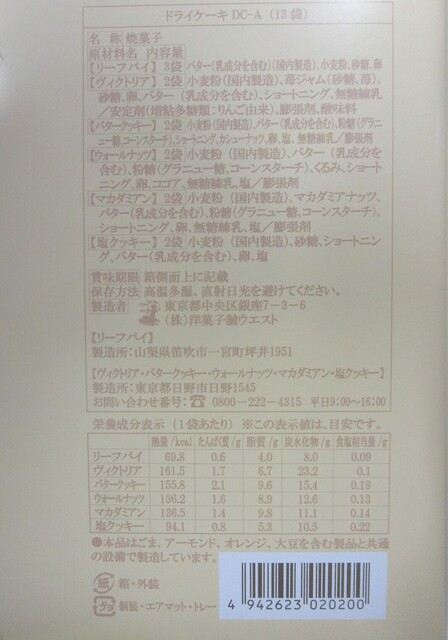 ドライケーキ DC-A（13袋）
名 称 焼菓子
原材料名 内容量
【リーフパイ】 3袋 バター(乳成分を含む)(国内製造)、小麦粉、砂糖、卵
【ヴィクトリア】 2袋 小麦粉(国内製造)、苺ジャム(砂糖、苺)、
砂糖、卵、バター(乳成分を含む)、ショートニング、無糖練乳
／安定剤(増粘多糖類：りんご由来)、膨張剤、酸味料
【バタークッキー】 2袋 小麦粉(国内製造)、バター(乳成分を含む)、粉糖(グラニ
ュー糖、コーンスターチ)、ショートニング、カシューナッツ、卵、塩、無糖練乳／膨張剤
【ウォールナッツ】 2袋 小麦粉(国内製造)、バター(乳成分を
含む)、粉糖(グラニュー糖、コーンスターチ)、くるみ、ショート
ニング、卵、ココア、無糖練乳、塩／膨張剤
【マカダミアン】 2袋 小麦粉(国内製造)、マカダミアナッツ、
バター(乳成分を含む)、粉糖(グラニュー糖、コーンスターチ)、
ショートニング、卵、無糖練乳、塩／膨張剤
【塩クッキー】 2袋 小麦粉(国内製造)、砂糖、ショートニン
グ、バター(乳成分を含む)、卵、塩
賞味期限 箱側面上に記載
保存方法 高温多湿、直射日光を避けてください。
製造者 東京都中央区銀座7-3-6
(株)洋菓子舗ウエスト
【リーフパイ】
製造所：山梨県笛吹市一宮町坪井1951
【ヴィクトリア・バタークッキー・ウォールナッツ・マカダミアン・塩クッキー】
製造所：東京都日野市日野1545
お問い合わせ番号：☎ 0800-222-4315 平日9:00〜16:00
栄養成分表示（1袋あたり）※この表示値は、目安です。
熱量/kcal たんぱく質/g 脂質/g 炭水化物/g 食塩相当量/g
リーフパイ 69.8 0.6 4.0 8.0 0.09
ヴィクトリア 161.5 1.7 6.7 23.2 0.1
バタークッキー 155.8 2.1 9.6 15.4 0.19
ウォールナッツ 136.2 1.6 8.9 12.6 0.13
マカダミアン 136.5 1.4 9.8 11.1 0.14
塩クッキー 94.1 0.8 5.3 10.5 0.22
●本品はごま、アーモンド、オレンジ、大豆を含む製品と共通
の設備で製造しています。
紙 箱・外装
プラ 個装・エアマット・トレー
4 942623 020200